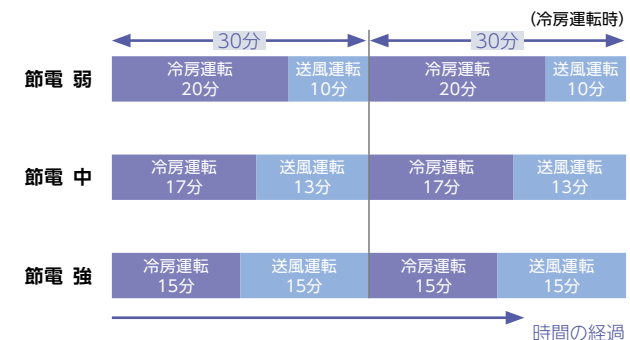 (冷房運転時)
30分 30分
節電 弱
冷房運転 送風運転 冷房運転 送風運転
20分 10分 20分 10分
節電 中
冷房運転 送風運転 冷房運転 送風運転
17分 13分 17分 13分
節電 強
冷房運転 送風運転 冷房運転 送風運転
15分 15分 15分 15分
時間の経過